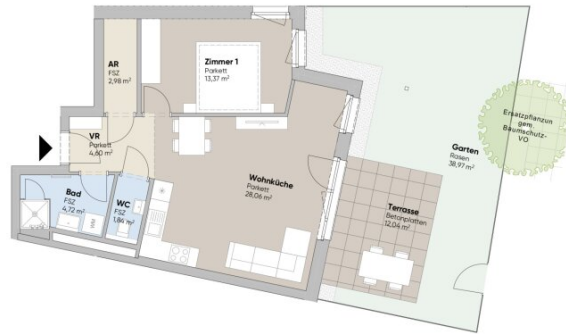 AR
FSZ
2,98 m²
Zimmer 1
Parkett
13,37 m²
VR
Parkett
4,60 m²
Bad
FSZ
4,72 m²
WM
WC
FSZ
1,84 m²
Wohnküche
Parkett
28,06 m²
Terrasse
Betonplatten
12,04 m²
Garten
Rasen
38,97 m²
Ersatzpflanzung
gem.
Baumschutz-
VO